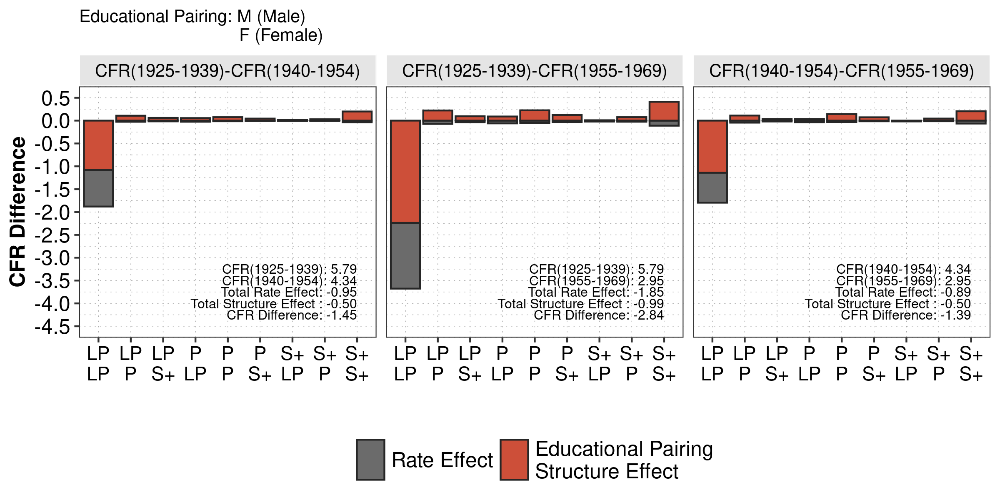 Educational Pairing: M (Male)
F (Female)
CFR(1925-1939)-CFR(1940-1954)
CFR(1925-1939)-CFR(1955-1969)
CFR(1940-1954)-CFR(1955-1969)
CFR Difference
0.5
0.0
-0.5
-1.0
-1.5
-2.0
-2.5
-3.0
-3.5
-4.0
-4.5
CFR(1925-1939): 5.79
CFR(1940-1954): 4.34
Total Rate Effect: -0.95
Total Structure Effect : -0.50
CFR Difference: -1.45
CFR(1925-1939): 5.79
CFR(1955-1969): 2.95
Total Rate Effect: -1.85
Total Structure Effect : -0.99
CFR Difference: -2.84
CFR(1940-1954): 4.34
CFR(1955-1969): 2.95
Total Rate Effect: -0.89
Total Structure Effect : -0.50
CFR Difference: -1.39
LP LP LP P P P S+ S+ S+
LP P S+ LP P S+ LP P S+
LP LP LP P P P S+ S+ S+
LP P S+ LP P S+ LP P S+
LP LP LP P P P S+ S+ S+
LP P S+ LP P S+ LP P S+
Rate Effect
Educational Pairing
Structure Effect